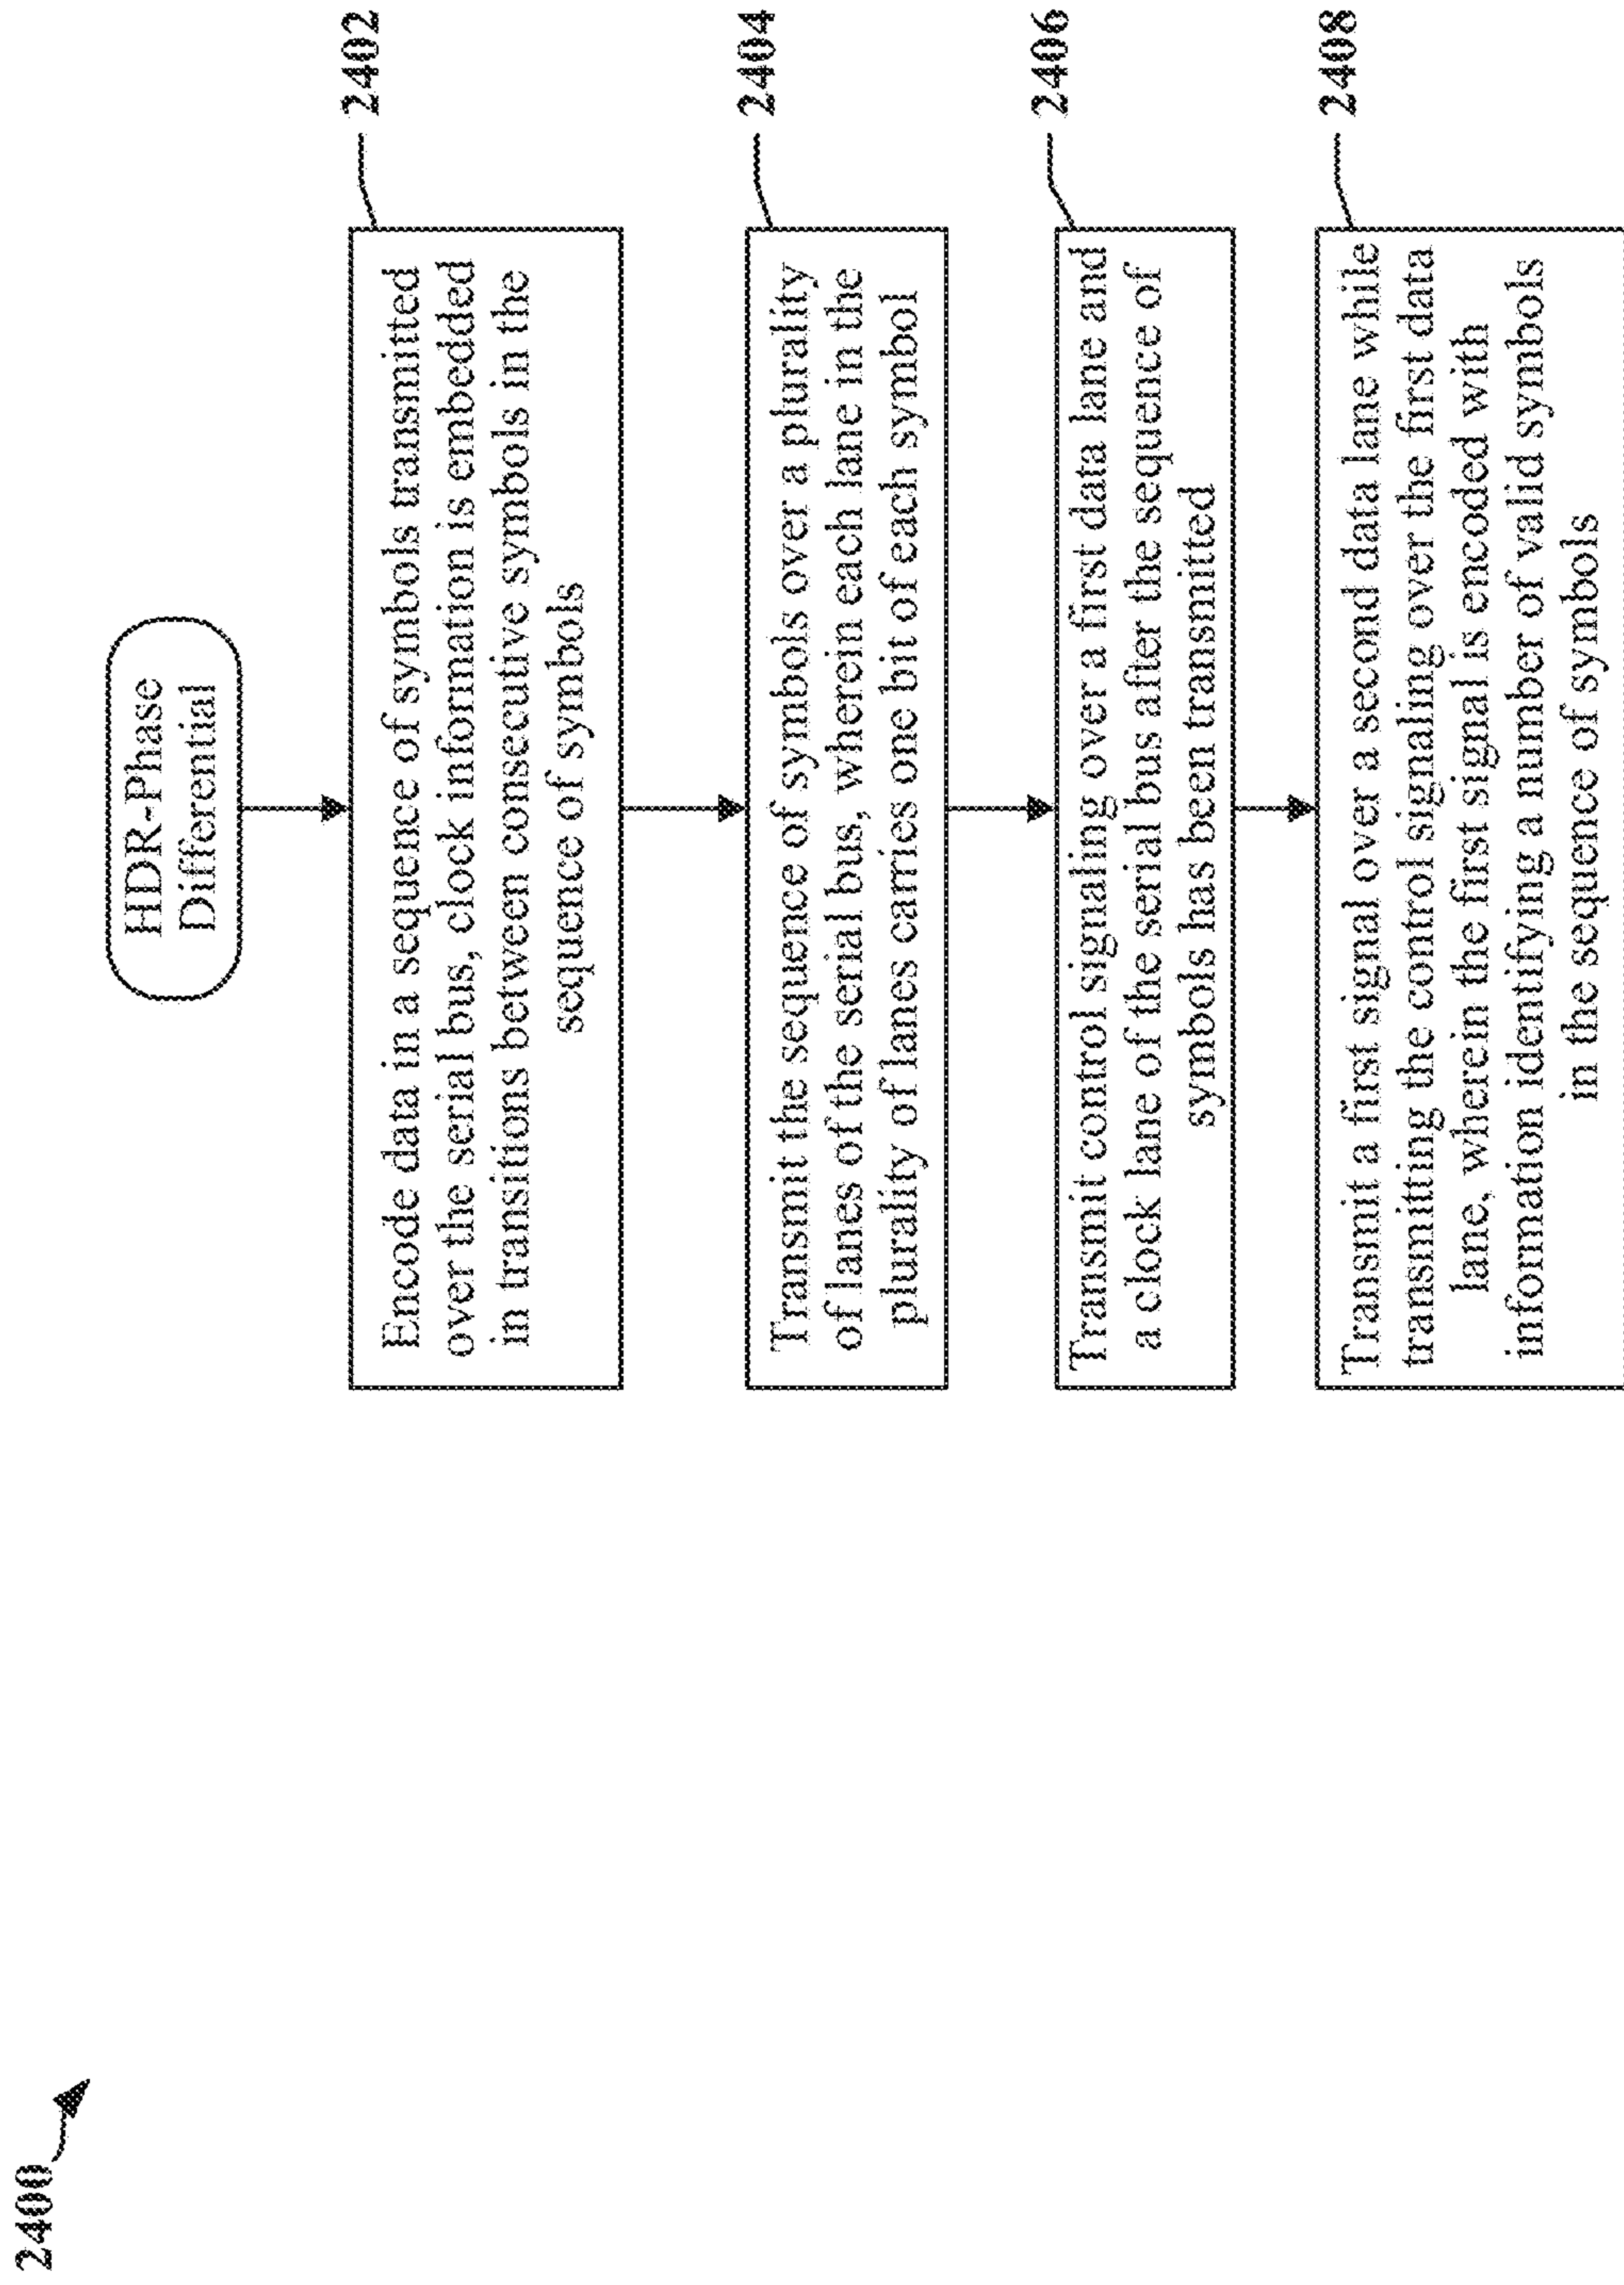 2400
HDR-Phase
Differential
Encode data in a sequence of symbols transmitted
over the serial bus, clock information is embedded
in transitions between consecutive symbols in the
sequence of symbols
2402
Transmit the sequence of symbols over a plurality
of lanes of the serial bus, wherein each lane in the
plurality of lanes carries one bit of each symbol
2404
Transmit control signaling over a first data lane and
a clock lane of the serial bus after the sequence of
symbols has been transmitted
2406
Transmit a first signal over a second data lane while
transmitting the control signaling over the first data
lane, wherein the first signal is encoded with
information identifying a number of valid symbols
in the sequence of symbols
2408